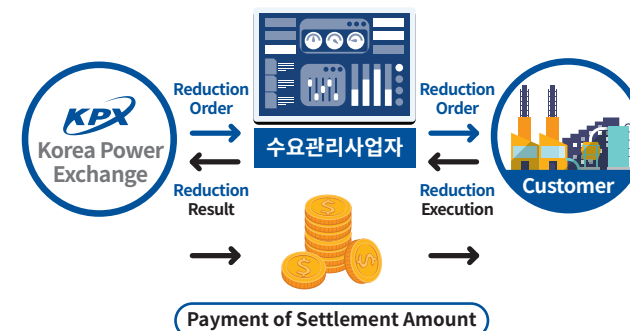 KPX
Korea Power
Exchange
Reduction
Order
수요관리사업자
Reduction
Order
Customer
Reduction
Result
Reduction
Execution
Payment of Settlement Amount